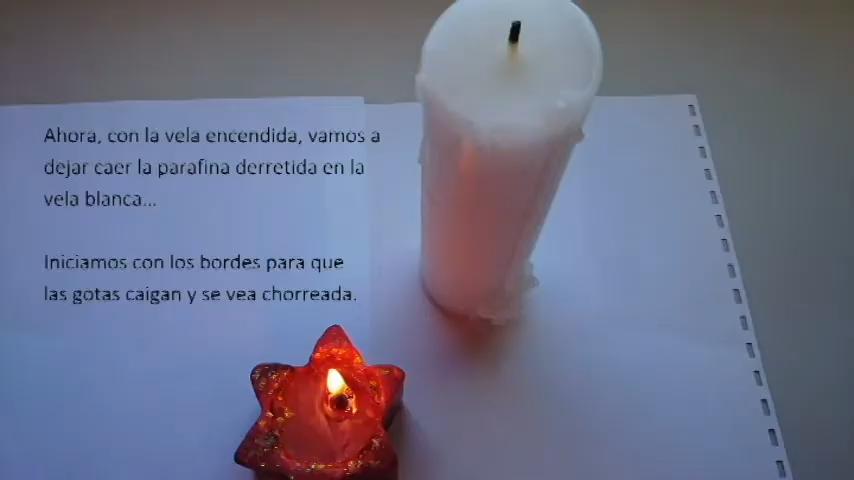 Ahora, con la vela encendida, vamos a
dejar caer la parafina derretida en la
vela blanca...
Iniciamos con los bordes para que
las gotas caigan y se vea chorreada.